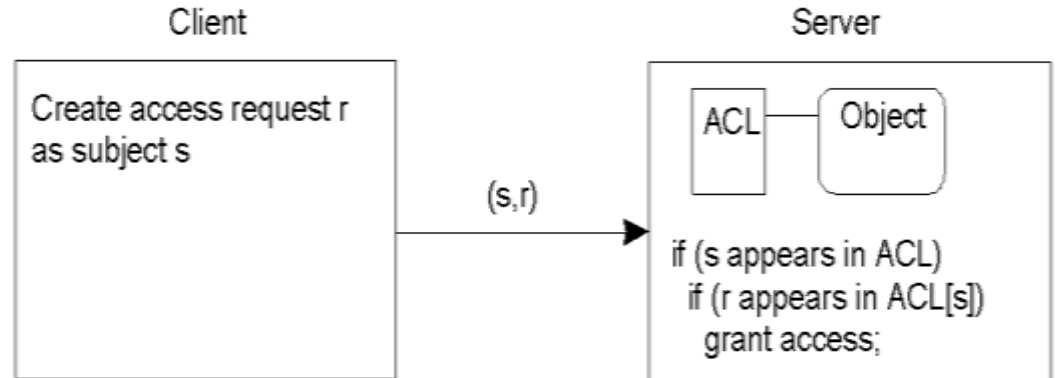 Client
Server
Create access request r
as subject s
(s,r)
ACL
Object
if (s appears in ACL)
if (r appears in ACL[s])
grant access;